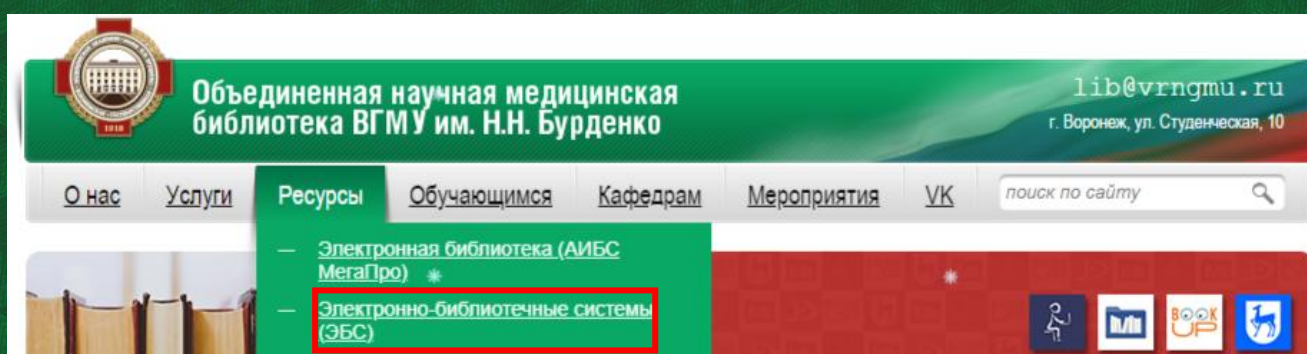 Объединенная научная медицинская
библиотека ВГМУ им. Н.Н. Бурденко
lib@vrngmu.ru
г. Воронеж, ул. Студенческая, 10
О нас Услуги Ресурсы Обучающимся Кафедрам Мероприятия VK поиск по сайту
— Электронная библиотека (АИБС
МегаПро)
— Электронно-библиотечные системы
(ЭБС)
BOOK
UP
1918